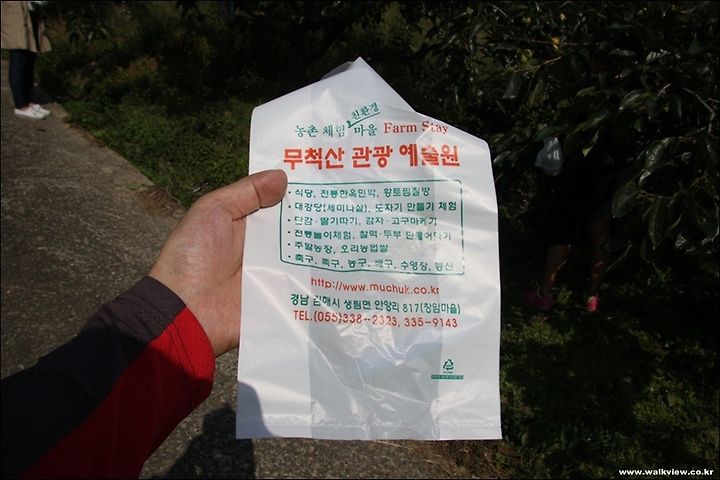 친환경
농촌 체험 마을 Farm Stay
무척산 관광 예술원
· 식당, 전통한옥민박, 황토찜질방
· 대강당(세미나실), 도자기 만들기 체험
· 단감·딸기따기, 감자·고구마캐기
· 전통놀이체험, 찰떡·두부 만들어먹기
· 주말농장, 오리농법쌀
· 축구, 족구, 농구, 배구, 수영장, 등산
http://www.muchuk.co.kr
경남 김해시 생림면 안양리 817(창암마을)
TEL.(055)338-2323, 335-9143
www.walkview.co.kr